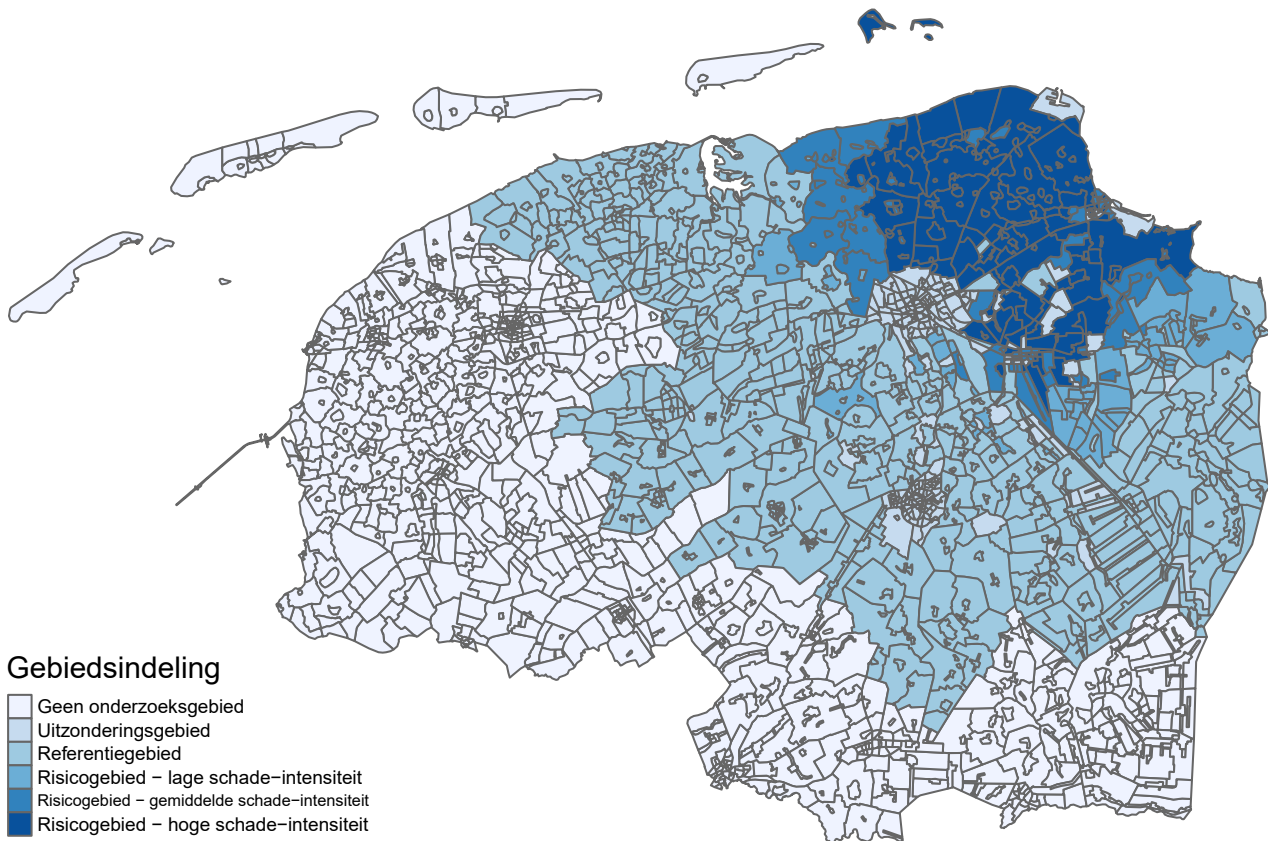 Gebiedsindeling
Geen onderzoeksgebied
Uitzonderingsgebied
Referentiegebied
Risicogebied − lage schade−intensiteit
Risicogebied − gemiddelde schade−intensiteit
Risicogebied − hoge schade−intensiteit